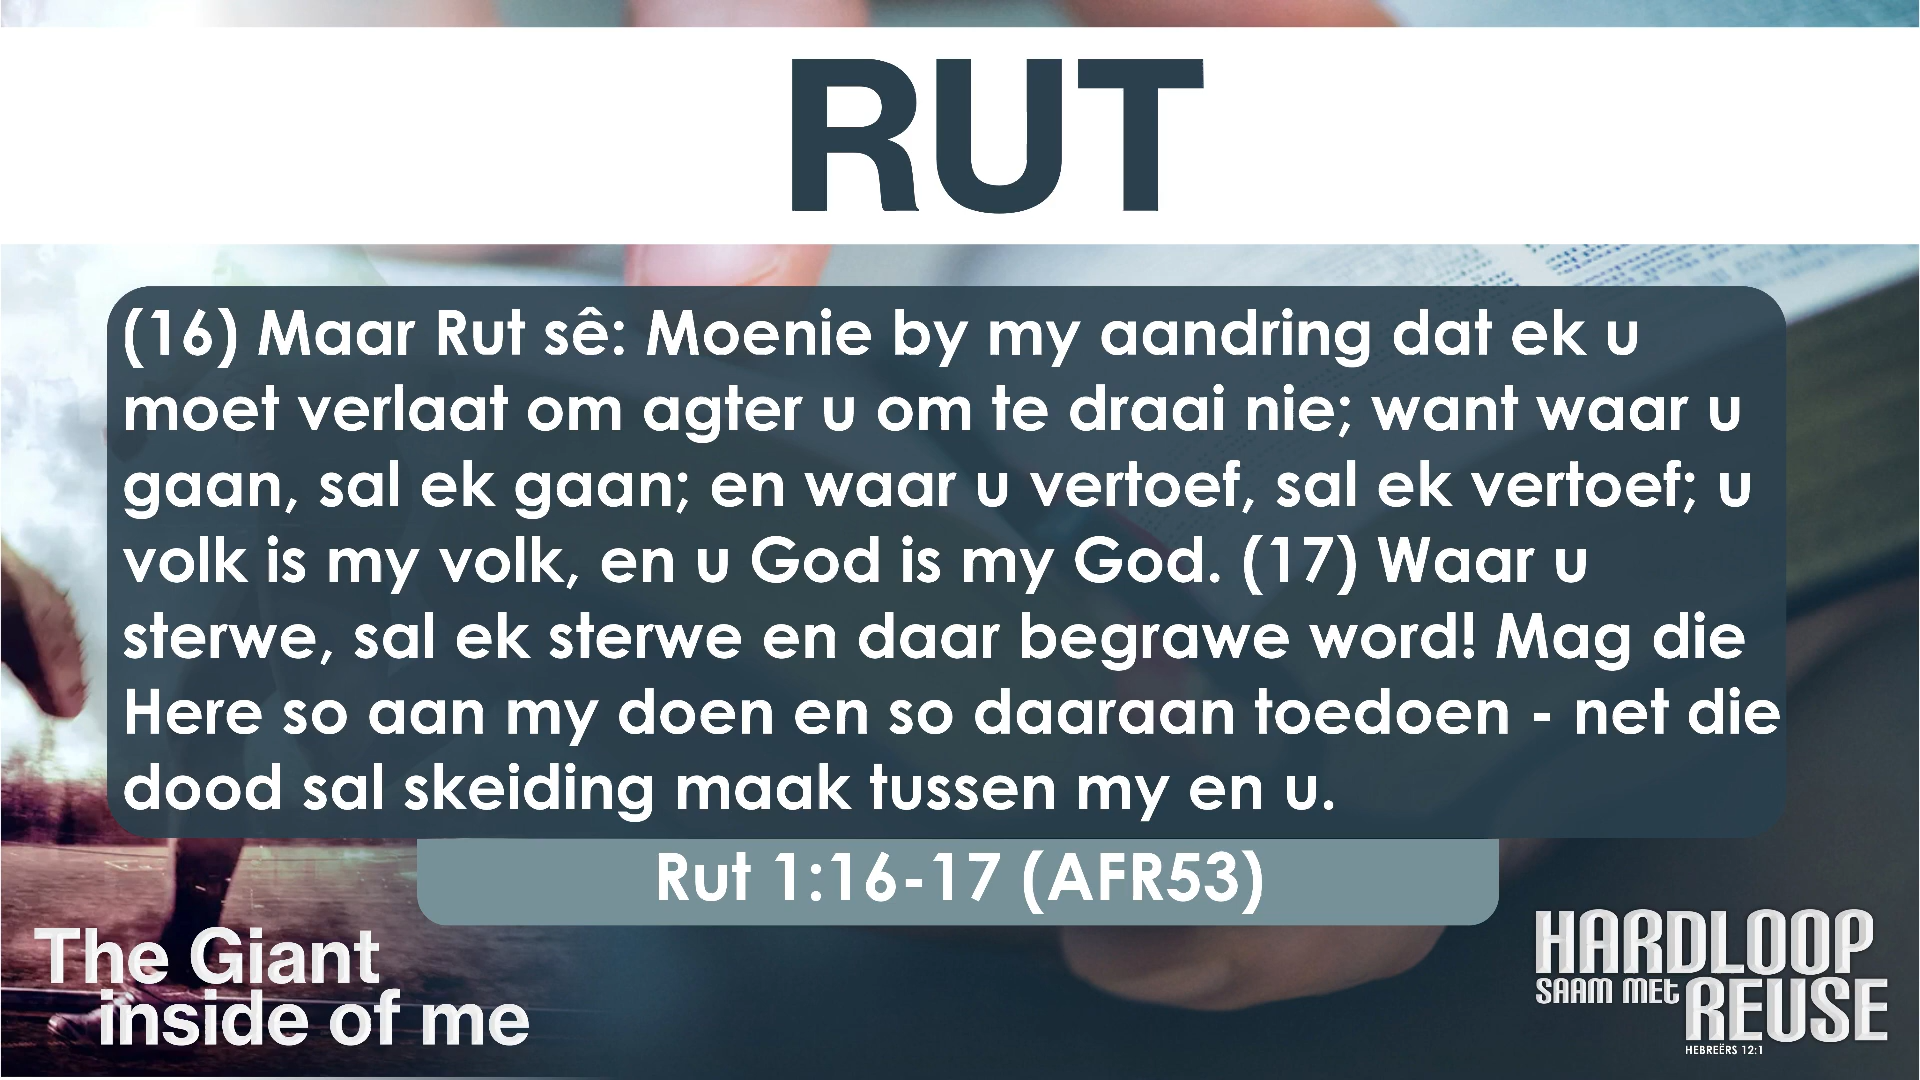 RUT
(16) Maar Rut sê: Moenie by my aandring dat ek u
moet verlaat om agter u om te draai nie; want waar u
gaan, sal ek gaan; en waar u vertoef, sal ek vertoef; u
volk is my volk, en u God is my God. (17) Waar u
sterwe, sal ek sterwe en daar begrawe word! Mag die
Here so aan my doen en so daaraan toedoen - net die
dood sal skeiding maak tussen my en u.
Rut 1:16-17 (AFR53)
The Giant
inside of me
HARDLOOP
SAAM MET
REUSE
HEBREËRS 12:1